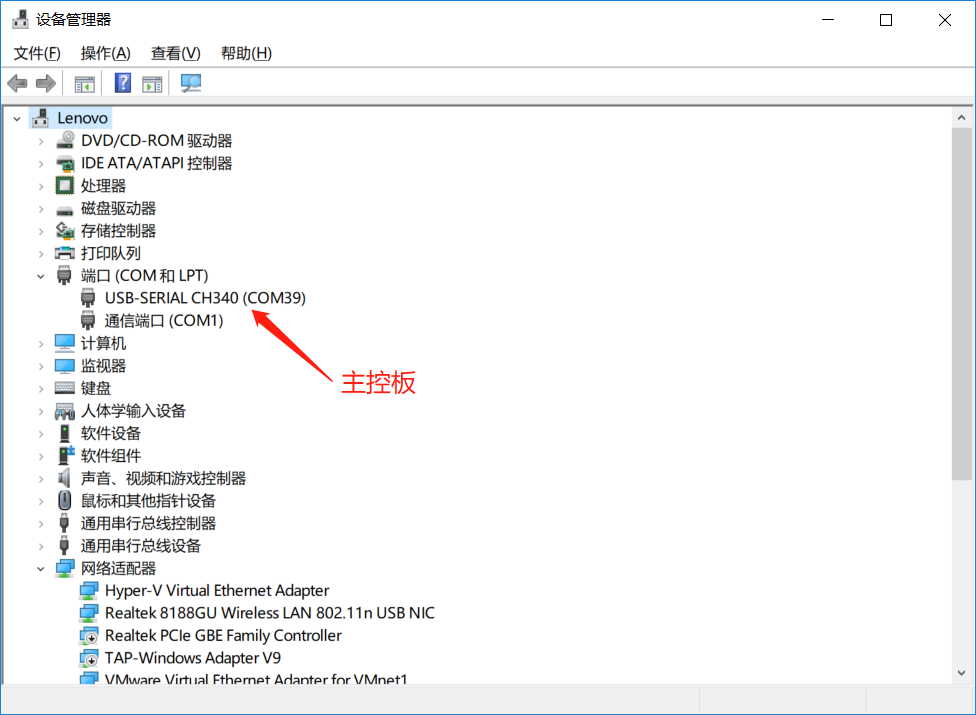 设备管理器
文件(F) 操作(A) 查看(V) 帮助(H)
Lenovo
DVD/CD-ROM 驱动器
IDE ATA/ATAPI 控制器
处理器
磁盘驱动器
存储控制器
打印队列
端口 (COM 和 LPT)
USB-SERIAL CH340 (COM39)
通信端口 (COM1)
计算机
监视器
主控板
键盘
人体学输入设备
软件设备
软件组件
声音、视频和游戏控制器
鼠标和其他指针设备
通用串行总线控制器
通用串行总线设备
网络适配器
Hyper-V Virtual Ethernet Adapter
Realtek 8188GU Wireless LAN 802.11n USB NIC
Realtek PCIe GBE Family Controller
TAP-Windows Adapter V9
VMware Virtual Ethernet Adapter for VMnet1